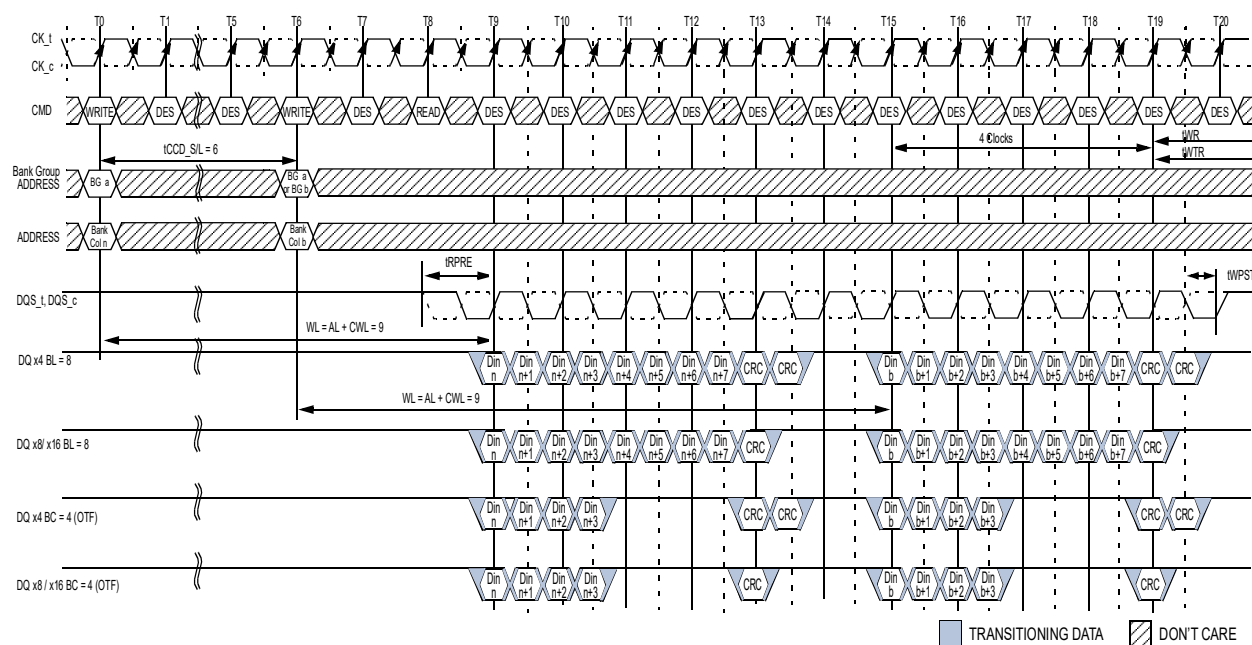 T0 T1 T5 T6 T7 T8 T9 T10 T11 T12 T13 T14 T15 T16 T17 T18 T19 T20
CK_t
CK_c
CMD WRITE DES DES WRITE DES READ DES DES DES DES DES DES DES DES DES DES DES DES
tCCD_S/L = 6 4 Clocks tWR
tWTR
Bank Group
ADDRESS
BG a
BG a
or BG b
ADDRESS
Bank
Col n
Bank
Col b
tRPRE tWPST
DQS_t, DQS_c
WL = AL + CWL = 9
DQ x4 BL = 8
Din n Din n+1 Din n+2 Din n+3 Din n+4 Din n+5 Din n+6 Din n+7 CRC CRC Din b Din b+1 Din b+2 Din b+3 Din b+4 Din b+5 Din b+6 Din b+7 CRC CRC
WL = AL + CWL = 9
DQ x8/ x16 BL = 8
Din n Din n+1 Din n+2 Din n+3 Din n+4 Din n+5 Din n+6 Din n+7 CRC Din b Din b+1 Din b+2 Din b+3 Din b+4 Din b+5 Din b+6 Din b+7 CRC
DQ x4 BC = 4 (OTF)
Din n Din n+1 Din n+2 Din n+3 CRC CRC Din b Din b+1 Din b+2 Din b+3 CRC CRC
DQ x8 / x16 BC = 4 (OTF)
Din n Din n+1 Din n+2 Din n+3 CRC Din b Din b+1 Din b+2 Din b+3 CRC
TRANSITIONING DATA DON'T CARE